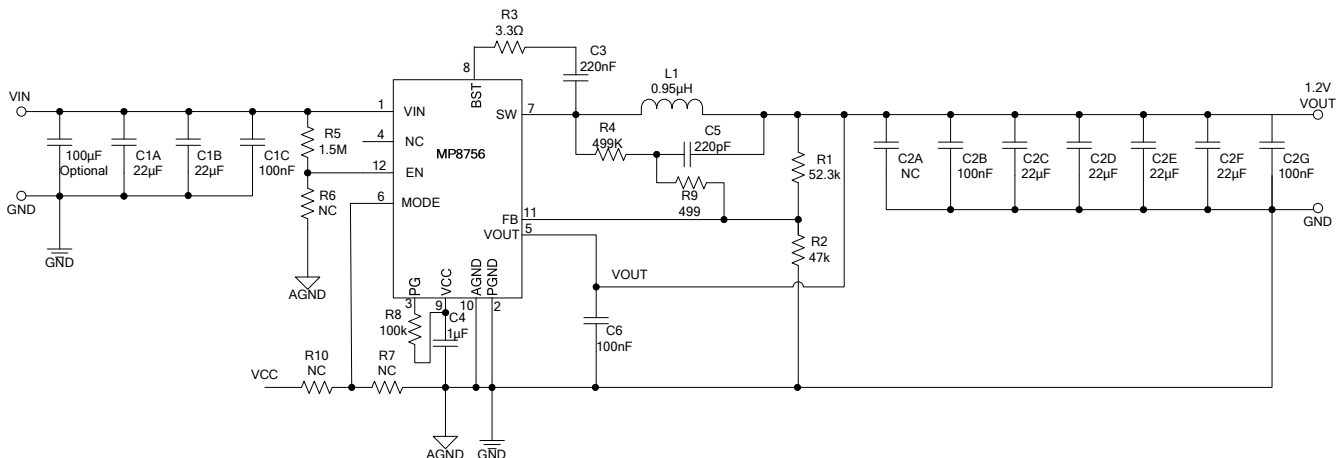 R3
3.3Ω
C3
220nF
8
BST
L1
0.95µH
1.2V
VOUT
VIN
1
VIN
SW
7
R5
1.5M
4
NC
MP8756
R4
499K
C5
220pF
100µF
Optional
C1A
22µF
C1B
22µF
C1C
100nF
12
EN
R1
52.3k
C2A
NC
C2B
100nF
C2C
22µF
C2D
22µF
C2E
22µF
C2F
22µF
C2G
100nF
GND
R6
NC
6
MODE
R9
499
FB
11
VOUT
5
GND
GND
R2
47k
AGND
PG
VCC
AGND
PGND
VOUT
3
9
10
2
R8
100k
C4
1µF
C6
100nF
R10
NC
R7
NC
VCC
AGND
GND